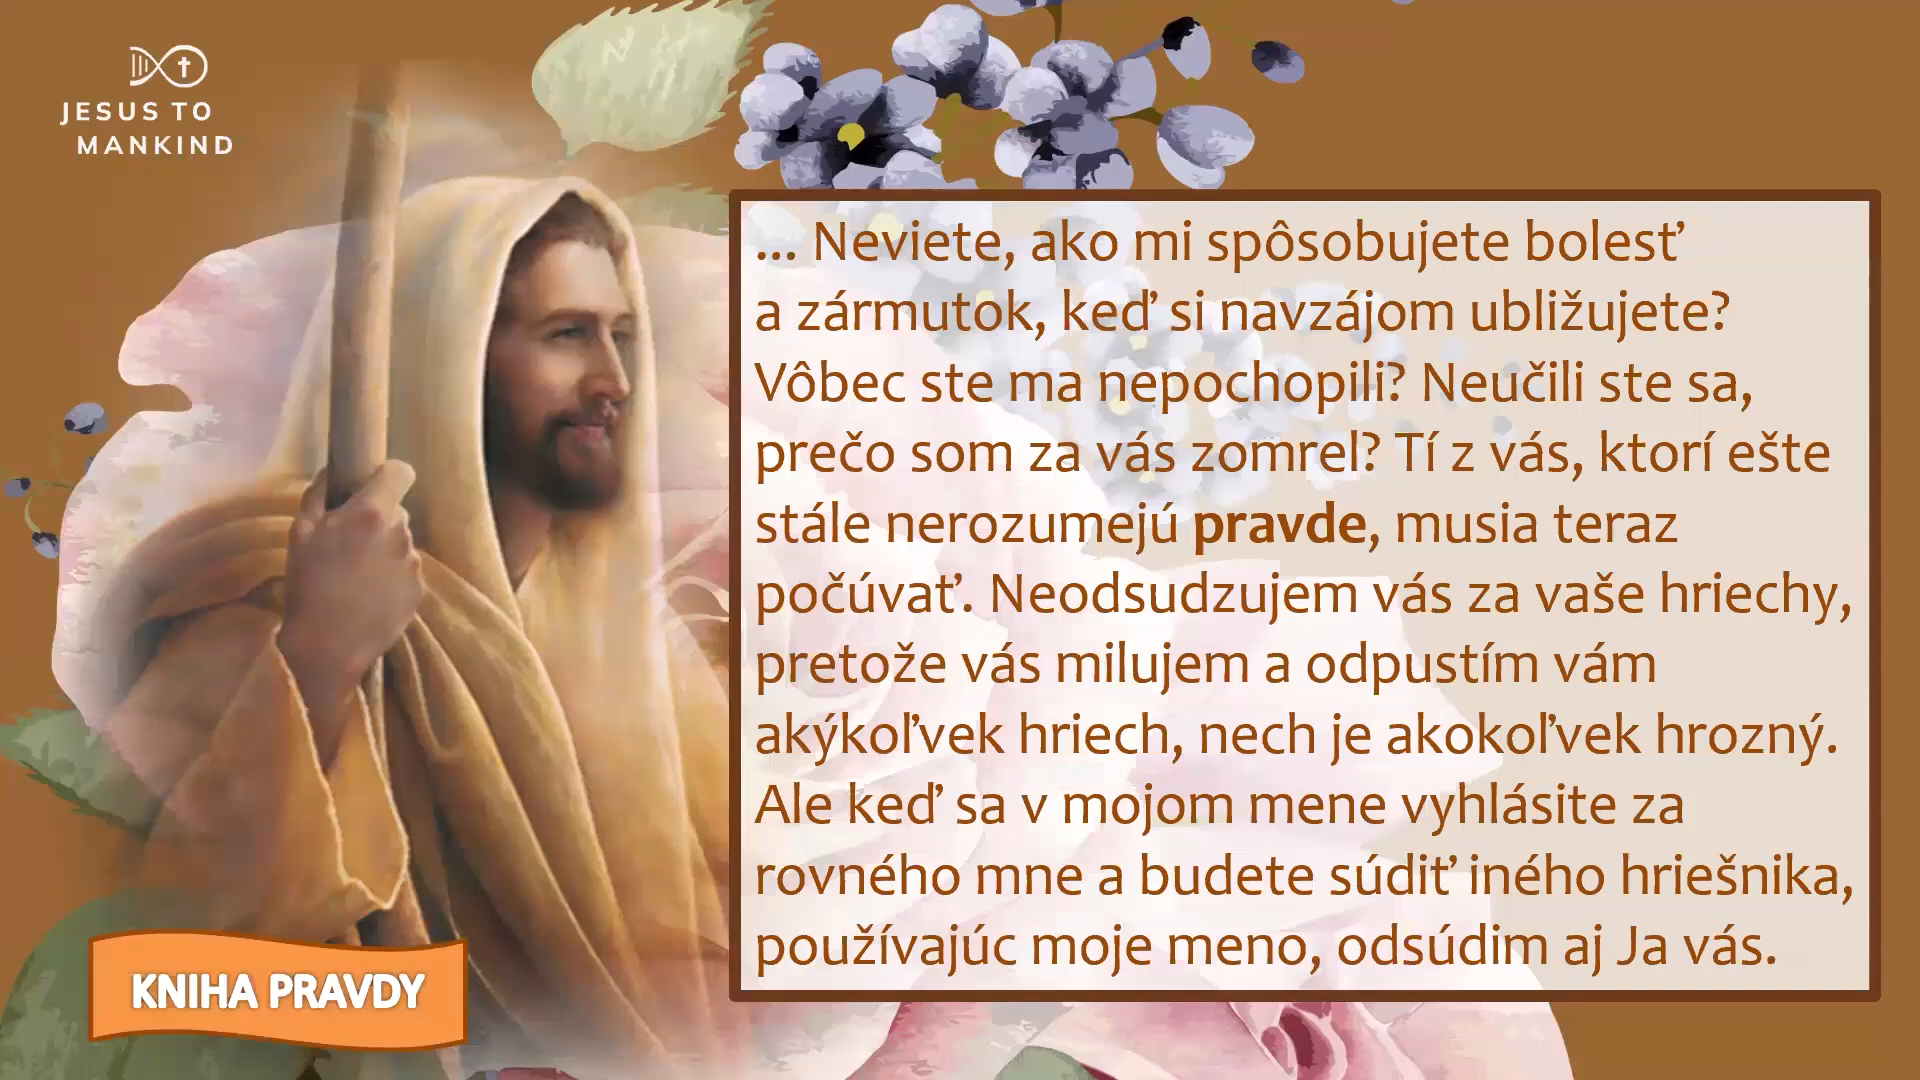 JESUS TO
MANKIND
... Neviete, ako mi spôsobujete bolesť
a zármutok, keď si navzájom ubližujete?
Vôbec ste ma nepochopili? Neučili ste sa,
prečo som za vás zomrel? Tí z vás, ktorí ešte
stále nerozumejú pravde, musia teraz
počúvať. Neodsudzujem vás za vaše hriechy,
pretože vás milujem a odpustím vám
akýkoľvek hriech, nech je akokoľvek hrozný.
Ale keď sa v mojom mene vyhlásite za
rovného mne a budete súdiť iného hriešnika,
používajúc moje meno, odsúdim aj Ja vás.
KNIHA PRAVDY